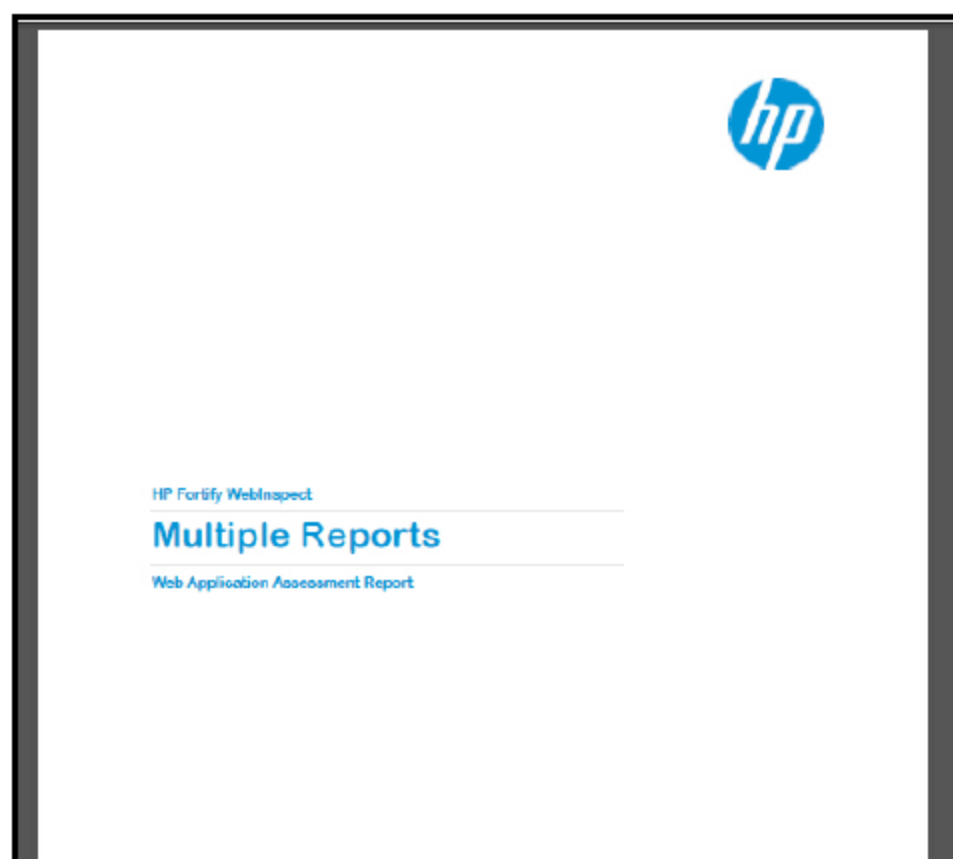 hp
HP Fortify WebInspect
Multiple Reports
Web Application Assessment Report